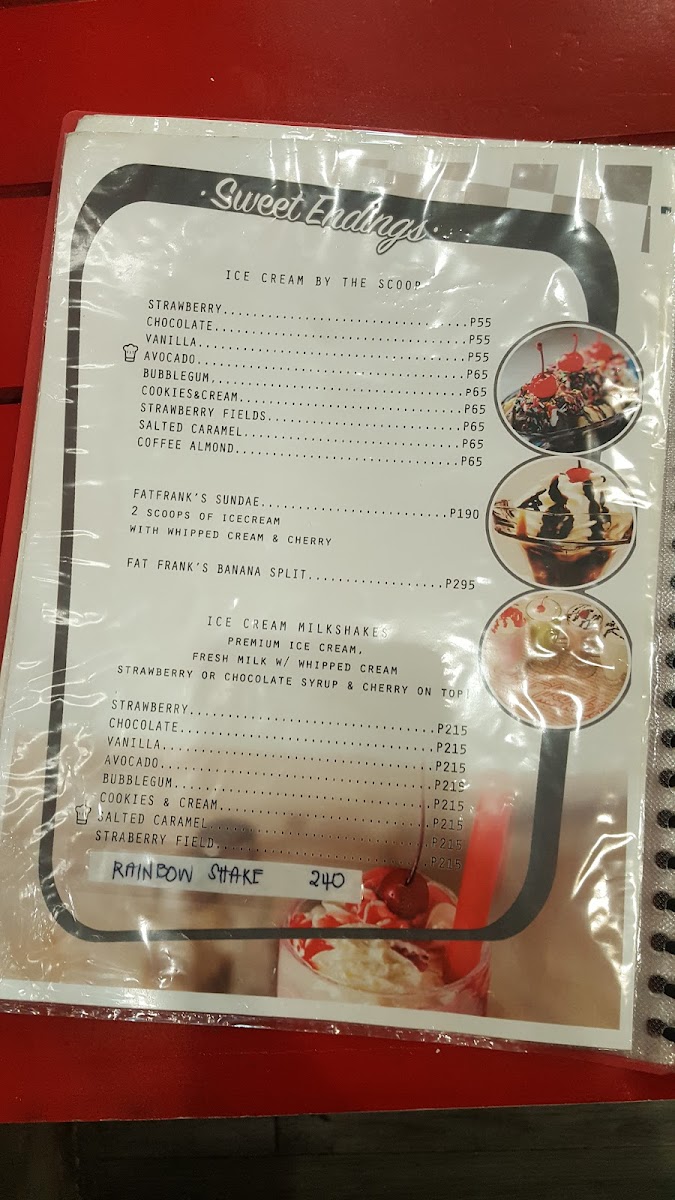 · Sweet Endings ·
ICE CREAM BY THE SCOOP
STRAWBERRY................................P55
CHOCOLATE.................................P55
VANILLA...................................P55
AVOCADO...................................P65
BUBBLEGUM.................................P65
COOKIES&CREAM.............................P65
STRAWBERRY FIELDS.........................P65
SALTED CARAMEL............................P65
COFFEE ALMOND.............................P65
FATFRANK'S SUNDAE.........................P190
2 SCOOPS OF ICECREAM
WITH WHIPPED CREAM & CHERRY
FAT FRANK'S BANANA SPLIT..................P295
ICE CREAM MILKSHAKES
PREMIUM ICE CREAM,
FRESH MILK W/ WHIPPED CREAM
STRAWBERRY OR CHOCOLATE SYRUP & CHERRY ON TOP!
STRAWBERRY................................P215
CHOCOLATE.................................P215
VANILLA...................................P215
AVOCADO...................................P215
BUBBLEGUM.................................P215
COOKIES & CREAM...........................P215
SALTED CARAMEL............................P215
STRABERRY FIELD...........................P215
RAINBOW SHAKE 240